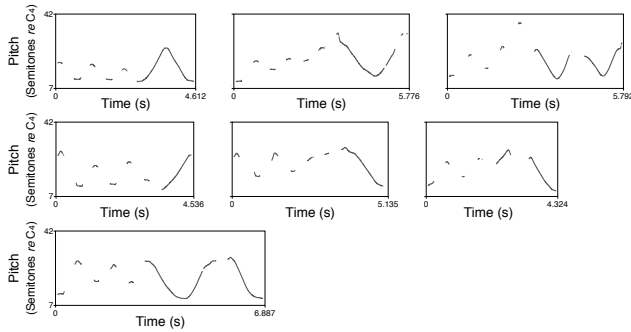 Pitch
(Semitones re C4)
42
7
0
Time (s)
4.612
0
Time (s)
5.776
0
Time (s)
5.792
Pitch
(Semitones re C4)
42
7
0
Time (s)
4.536
0
Time (s)
5.135
0
Time (s)
4.324
Pitch
(Semitones re C4)
42
7
0
Time (s)
6.887